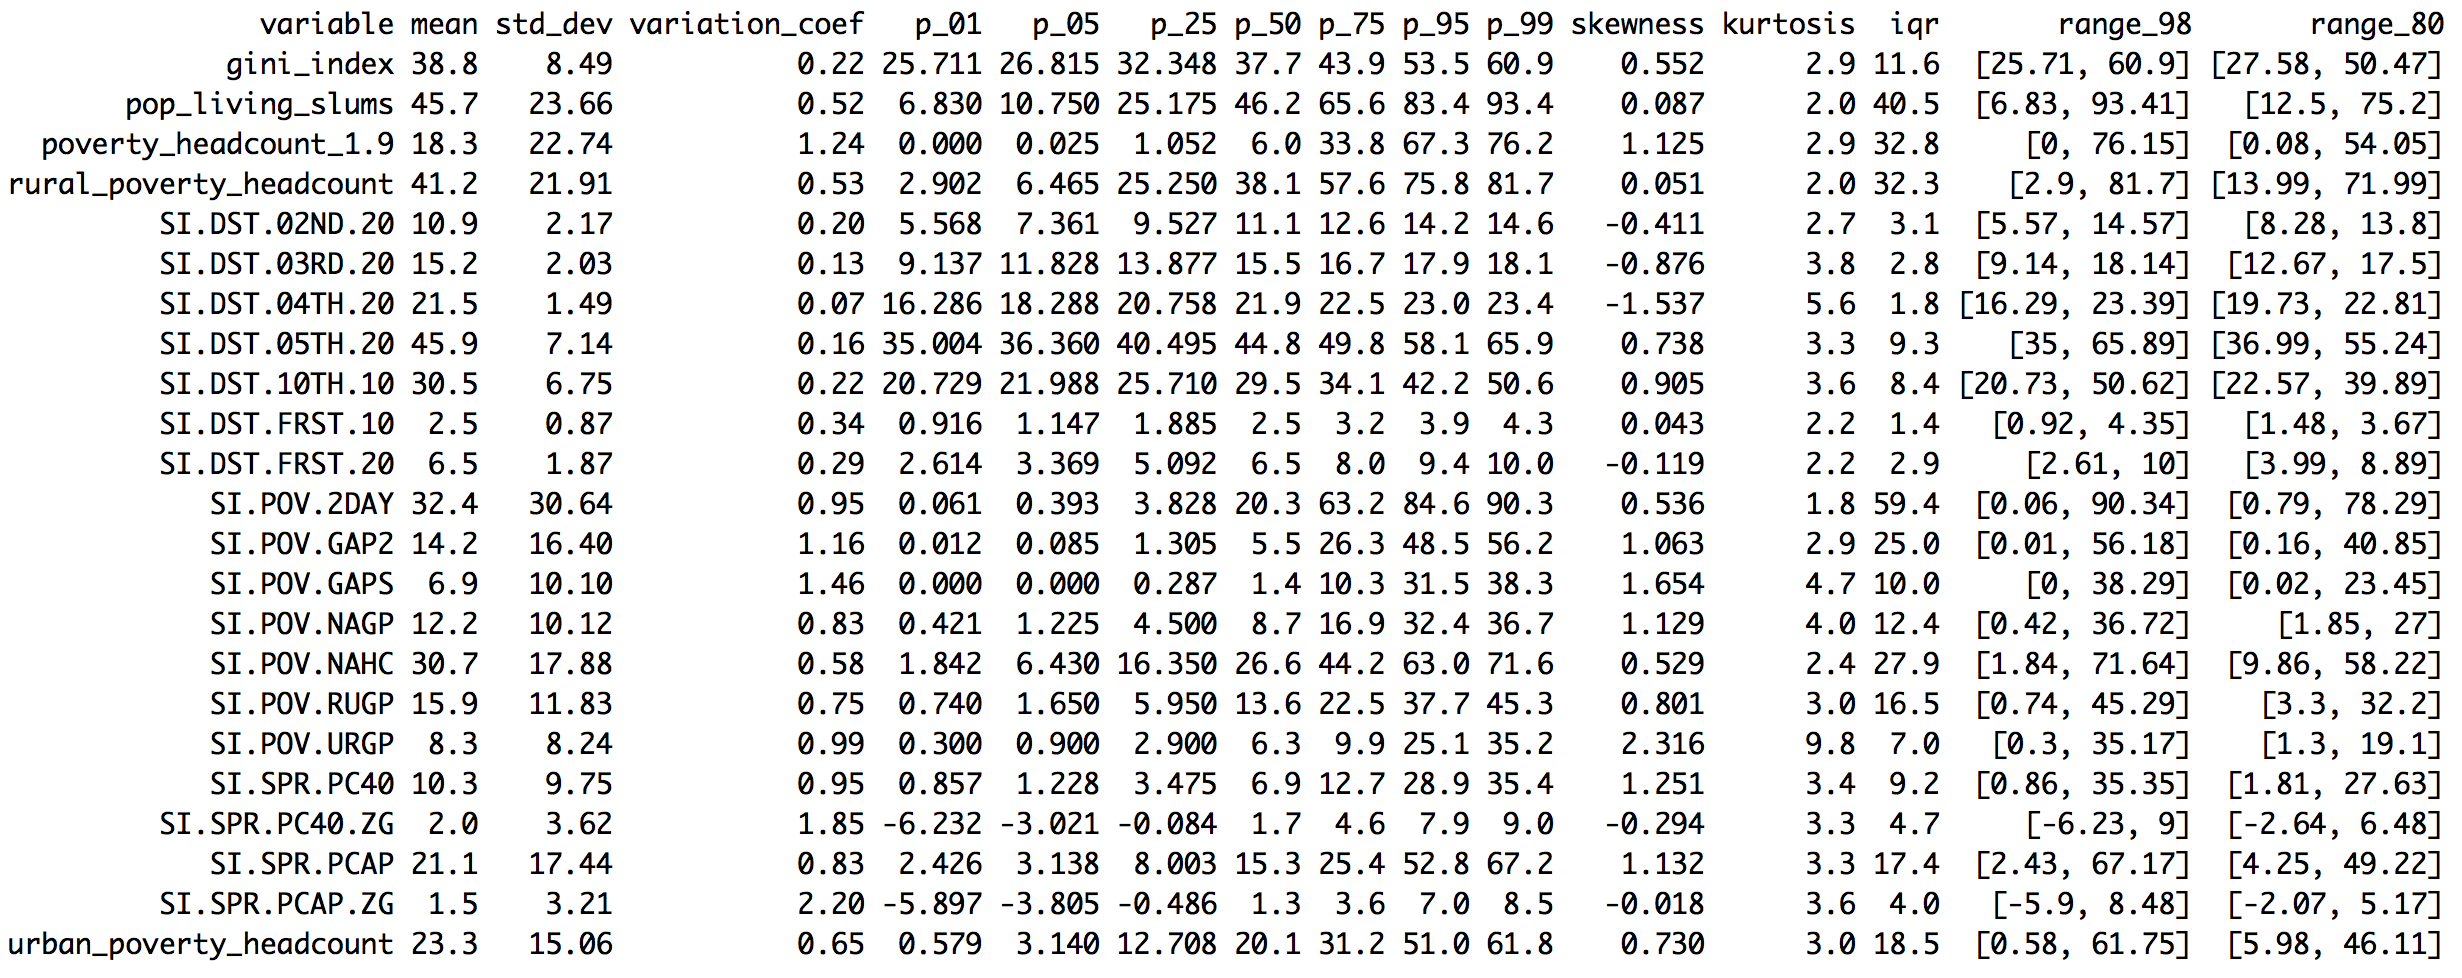 variable mean std_dev variation_coef p_01 p_05 p_25 p_50 p_75 p_95 p_99 skewness kurtosis iqr range_98 range_80
gini_index 38.8 8.49 0.22 25.711 26.815 32.348 37.7 43.9 53.5 60.9 0.552 2.9 11.6 [25.71, 60.9] [27.58, 50.47]
pop_living_slums 45.7 23.66 0.52 6.830 10.750 25.175 46.2 65.6 83.4 93.4 0.087 2.0 40.5 [6.83, 93.41] [12.5, 75.2]
poverty_headcount_1.9 18.3 22.74 1.24 0.000 0.025 1.052 6.0 33.8 67.3 76.2 1.125 2.9 32.8 [0, 76.15] [0.08, 54.05]
rural_poverty_headcount 41.2 21.91 0.53 2.902 6.465 25.250 38.1 57.6 75.8 81.7 0.051 2.0 32.3 [2.9, 81.7] [13.99, 71.99]
SI.DST.02ND.20 10.9 2.17 0.20 5.568 7.361 9.527 11.1 12.6 14.2 14.6 -0.411 2.7 3.1 [5.57, 14.57] [8.28, 13.8]
SI.DST.03RD.20 15.2 2.03 0.13 9.137 11.828 13.877 15.5 16.7 17.9 18.1 -0.876 3.8 2.8 [9.14, 18.14] [12.67, 17.5]
SI.DST.04TH.20 21.5 1.49 0.07 16.286 18.288 20.758 21.9 22.5 23.0 23.4 -1.537 5.6 1.8 [16.29, 23.39] [19.73, 22.81]
SI.DST.05TH.20 45.9 7.14 0.16 35.004 36.360 40.495 44.8 49.8 58.1 65.9 0.738 3.3 9.3 [35, 65.89] [36.99, 55.24]
SI.DST.10TH.10 30.5 6.75 0.22 20.729 21.988 25.710 29.5 34.1 42.2 50.6 0.905 3.6 8.4 [20.73, 50.62] [22.57, 39.89]
SI.DST.FRST.10 2.5 0.87 0.34 0.916 1.147 1.885 2.5 3.2 3.9 4.3 0.043 2.2 1.4 [0.92, 4.35] [1.48, 3.67]
SI.DST.FRST.20 6.5 1.87 0.29 2.614 3.369 5.092 6.5 8.0 9.4 10.0 -0.119 2.2 2.9 [2.61, 10] [3.99, 8.89]
SI.POV.2DAY 32.4 30.64 0.95 0.061 0.393 3.828 20.3 63.2 84.6 90.3 0.536 1.8 59.4 [0.06, 90.34] [0.79, 78.29]
SI.POV.GAP2 14.2 16.40 1.16 0.012 0.085 1.305 5.5 26.3 48.5 56.2 1.063 2.9 25.0 [0.01, 56.18] [0.16, 40.85]
SI.POV.GAPS 6.9 10.10 1.46 0.000 0.000 0.287 1.4 10.3 31.5 38.3 1.654 4.7 10.0 [0, 38.29] [0.02, 23.45]
SI.POV.NAGP 12.2 10.12 0.83 0.421 1.225 4.500 8.7 16.9 32.4 36.7 1.129 4.0 12.4 [0.42, 36.72] [1.85, 27]
SI.POV.NAHC 30.7 17.88 0.58 1.842 6.430 16.350 26.6 44.2 63.0 71.6 0.529 2.4 27.9 [1.84, 71.64] [9.86, 58.22]
SI.POV.RUGP 15.9 11.83 0.75 0.740 1.650 5.950 13.6 22.5 37.7 45.3 0.801 3.0 16.5 [0.74, 45.29] [3.3, 32.2]
SI.POV.URGP 8.3 8.24 0.99 0.300 0.900 2.900 6.3 9.9 25.1 35.2 2.316 9.8 7.0 [0.3, 35.17] [1.3, 19.1]
SI.SPR.PC40 10.3 9.75 0.95 0.857 1.228 3.475 6.9 12.7 28.9 35.4 1.251 3.4 9.2 [0.86, 35.35] [1.81, 27.63]
SI.SPR.PC40.ZG 2.0 3.62 1.85 -6.232 -3.021 -0.084 1.7 4.6 7.9 9.0 -0.294 3.3 4.7 [-6.23, 9] [-2.64, 6.48]
SI.SPR.PCAP 21.1 17.44 0.83 2.426 3.138 8.003 15.3 25.4 52.8 67.2 1.132 3.3 17.4 [2.43, 67.17] [4.25, 49.22]
SI.SPR.PCAP.ZG 1.5 3.21 2.20 -5.897 -3.805 -0.486 1.3 3.6 7.0 8.5 -0.018 3.6 4.0 [-5.9, 8.48] [-2.07, 5.17]
urban_poverty_headcount 23.3 15.06 0.65 0.579 3.140 12.708 20.1 31.2 51.0 61.8 0.730 3.0 18.5 [0.58, 61.75] [5.98, 46.11]